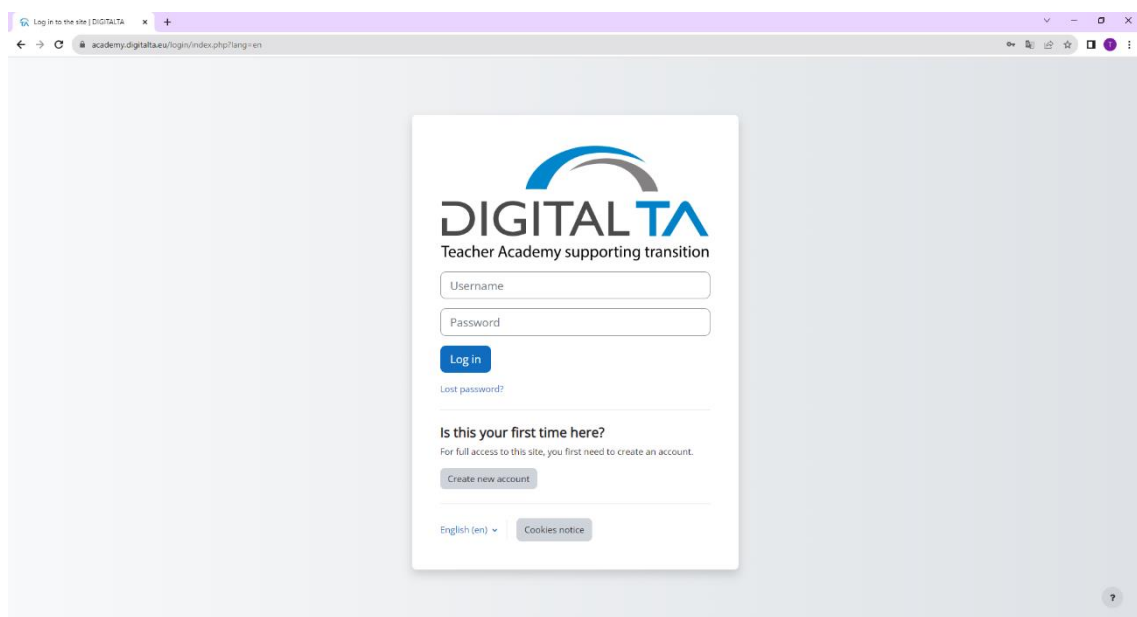 Log in to the site | DIGITALTA
academy.digitalta.eu/login/index.php?lang=en
T
DIGITAL TA
Teacher Academy supporting transition
Username
Password
Log in
Lost password?
Is this your first time here?
For full access to this site, you first need to create an account.
Create new account
English (en)
Cookies notice
?